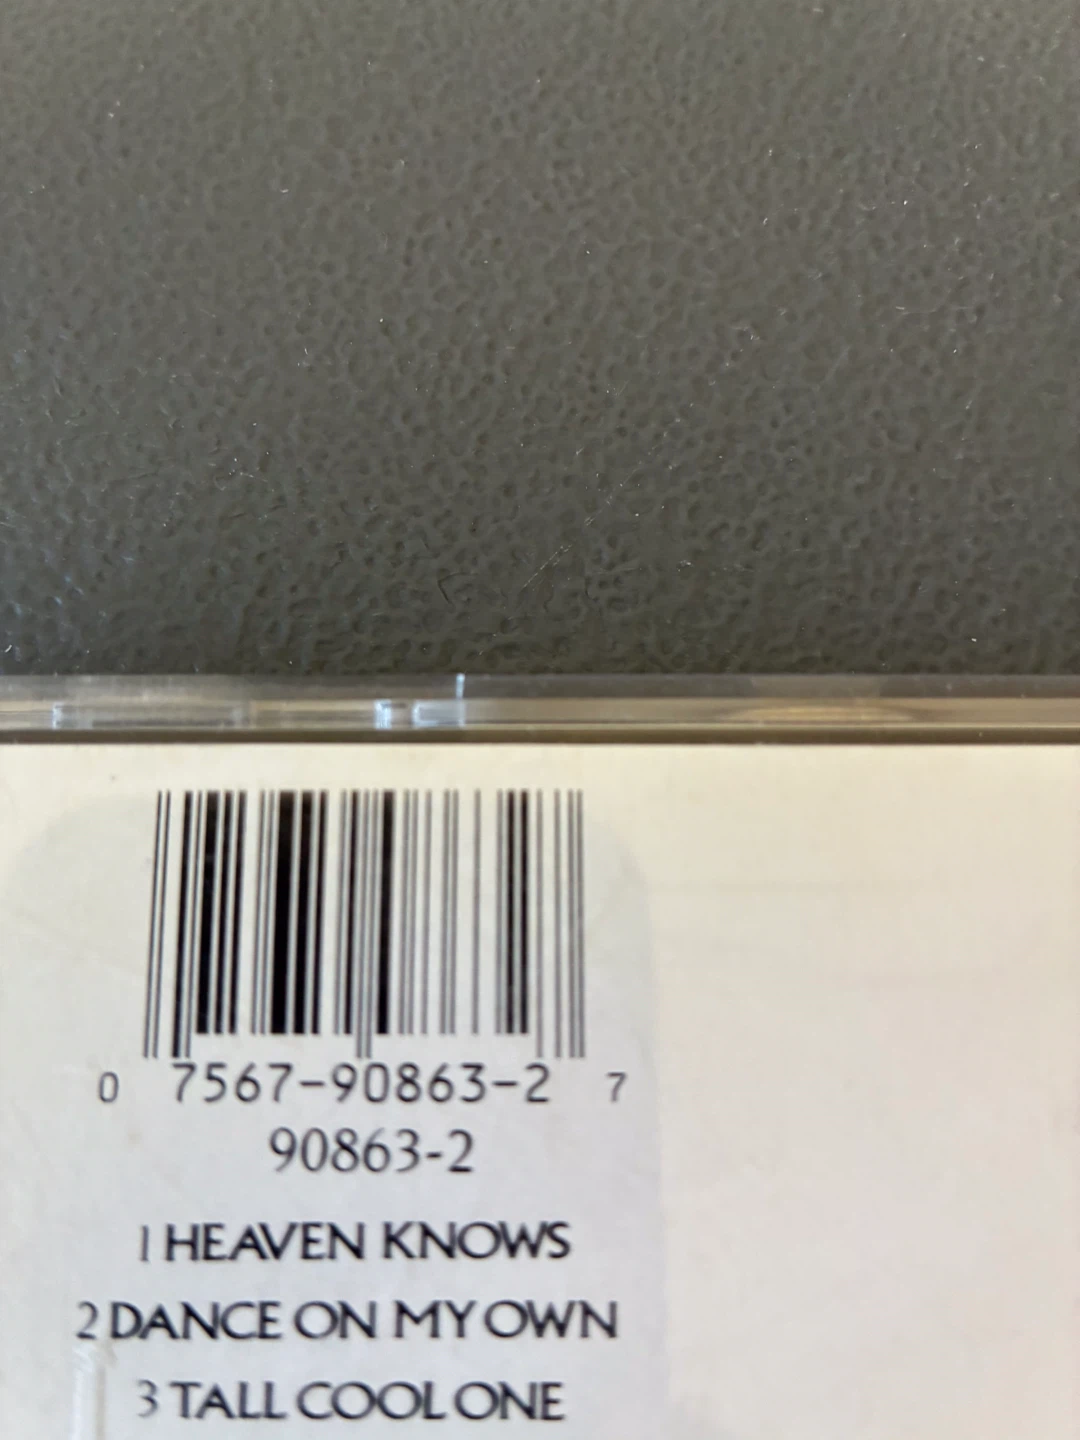 0 7567-90863-2 7
90863-2
1 HEAVEN KNOWS
2 DANCE ON MY OWN
3 TALL COOL ONE